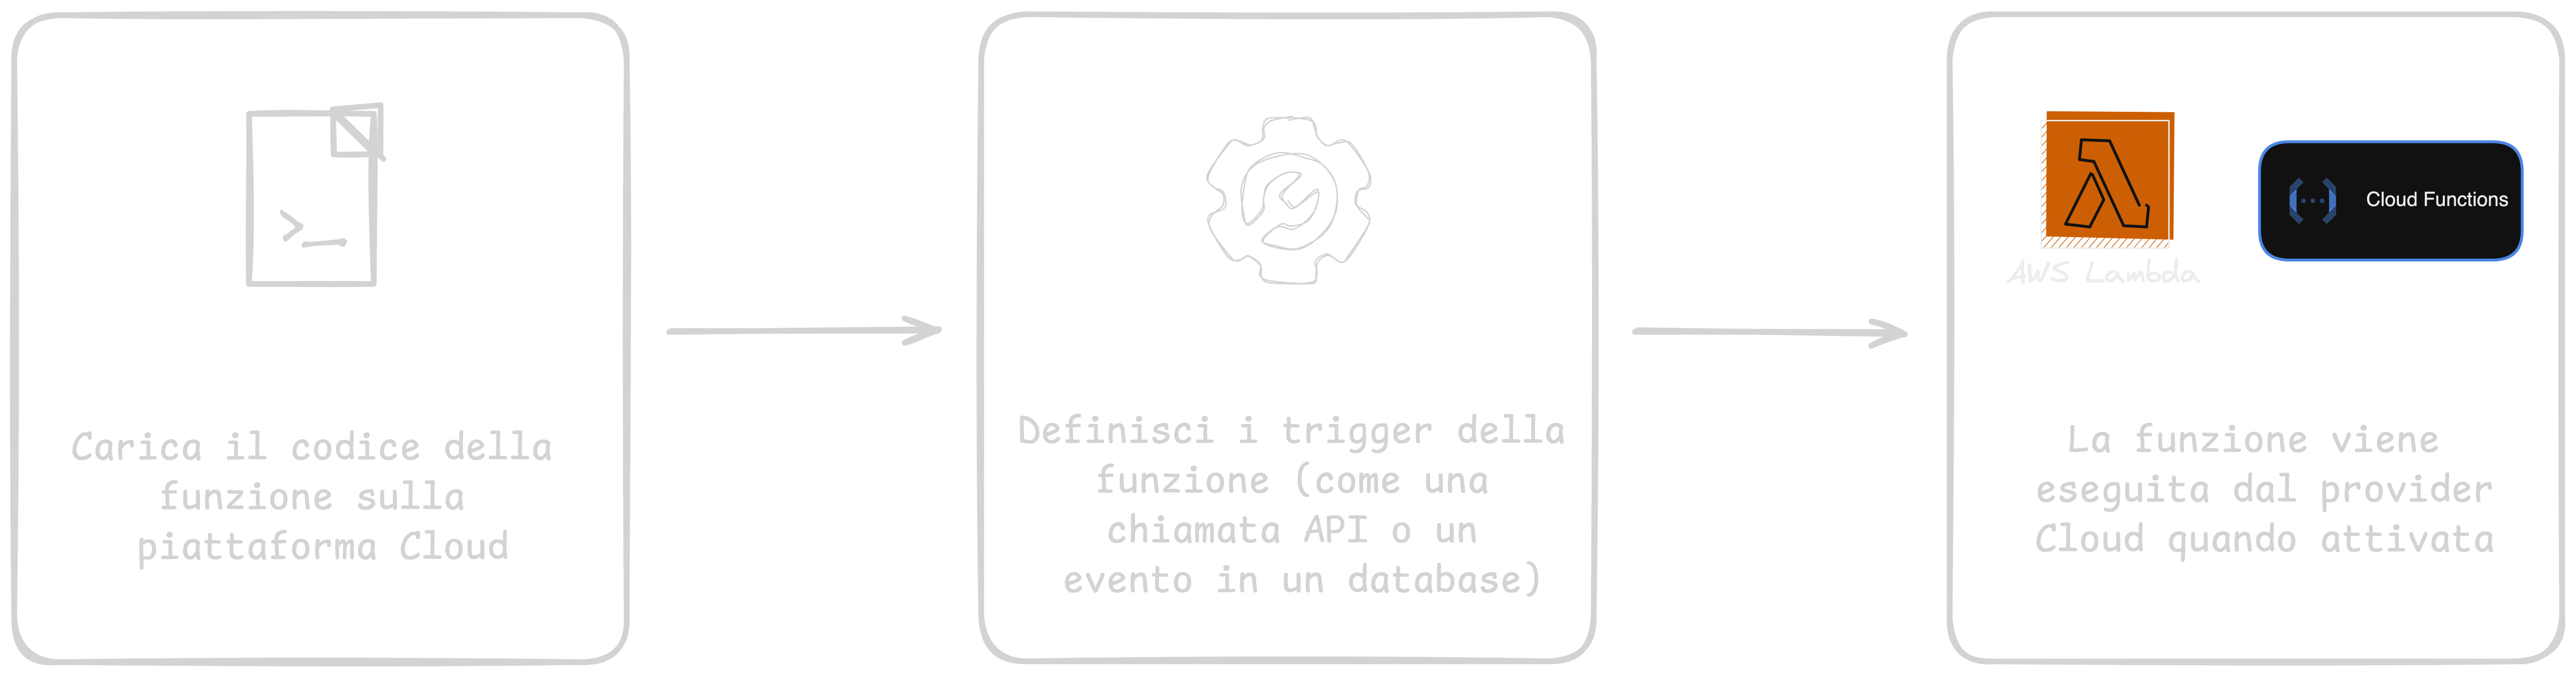 >_
Carica il codice della
funzione sulla
piattaforma Cloud
Definisci i trigger della
funzione (come una
chiamata API o un
evento in un database)
AWS Lambda
Cloud Functions
La funzione viene
eseguita dal provider
Cloud quando attivata